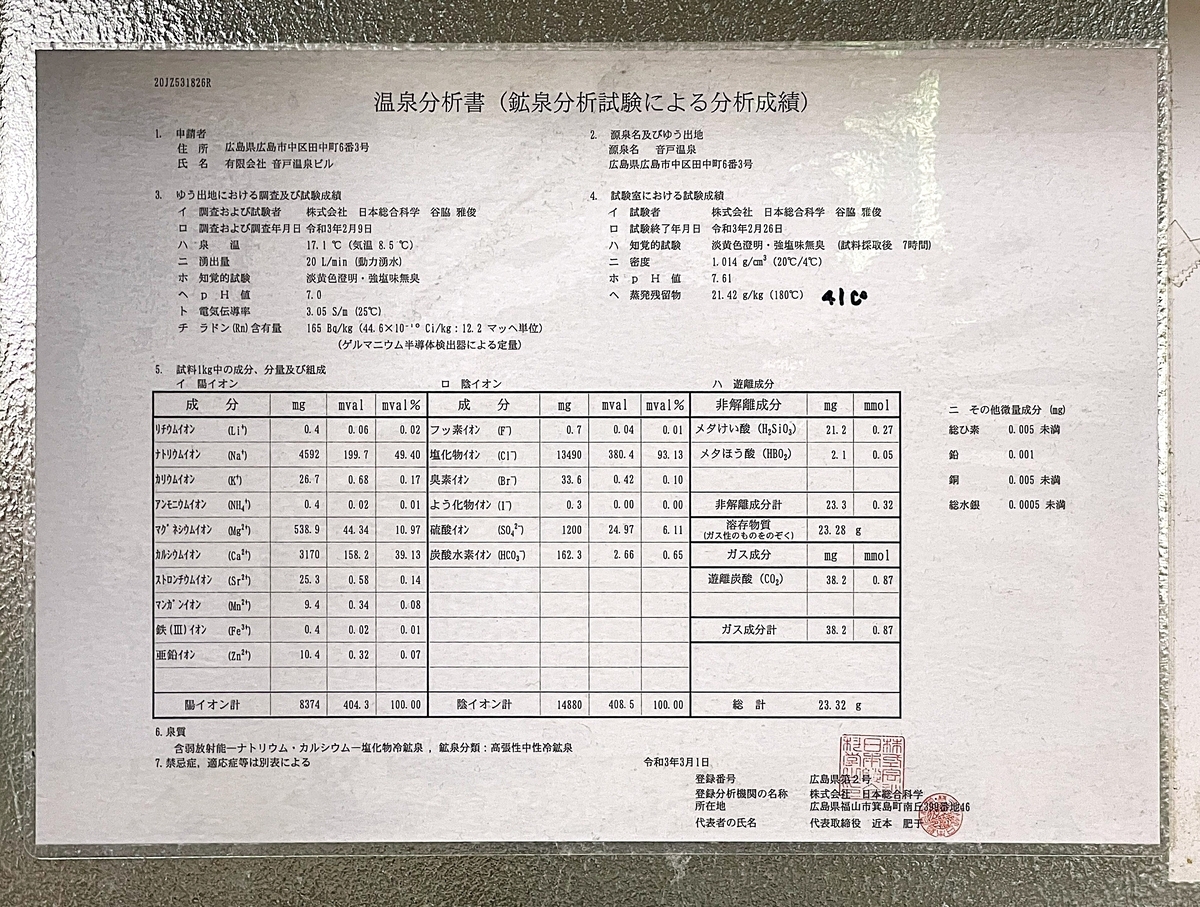 20JZ531826R
温泉分析書（鉱泉分析試験による分析成績）
1. 申請者
住 所 広島県広島市中区田中町6番3号
氏 名 有限会社 音戸温泉ビル
2. 源泉名及びゆう出地
源泉名 音戸温泉
広島県広島市中区田中町6番3号
3. ゆう出地における調査及び試験成績
イ 調査および試験者 株式会社 日本総合科学 谷脇 雅俊
ロ 調査および調査年月日 令和3年2月9日
ハ 泉 温 17.1 ℃（気温 8.5 ℃）
ニ 湧出量 20 L/min（動力湧水）
ホ 知覚的試験 淡黄色澄明・強塩味無臭
ヘ ｐ Ｈ 値 7.0
ト 電気伝導率 3.05 S/m（25℃）
チ ラドン(Rn)含有量 165 Bq/kg（44.6×10⁻¹⁰ Ci/kg：12.2 マッヘ単位）
（ゲルマニウム半導体検出器による定量）
4. 試験室における試験成績
イ 試験者 株式会社 日本総合科学 谷脇 雅俊
ロ 試験終了年月日 令和3年2月26日
ハ 知覚的試験 淡黄色澄明・強塩味無臭 （試料採取後 7時間）
ニ 密度 1.014 g/cm³（20℃/4℃）
ホ ｐ Ｈ 値 7.61
ヘ 蒸発残留物 21.42 g/kg（180℃）
5. 試料1kg中の成分、分量及び組成
イ 陽イオン ロ 陰イオン ハ 遊離成分
成 分 mg mval mval% 成 分 mg mval mval% 非解離成分 mg mmol
リチウムイオン (Li⁺) 0.4 0.06 0.02 フッ素イオン (F⁻) 0.7 0.04 0.01 メタけい酸（H₂SiO₃） 21.2 0.27
ナトリウムイオン (Na⁺) 4592 199.7 49.40 塩化物イオン (Cl⁻) 13490 380.4 93.13 メタほう酸（HBO₂） 2.1 0.05
カリウムイオン (K⁺) 26.7 0.68 0.17 臭素イオン (Br⁻) 33.6 0.42 0.10
アンモニウムイオン (NH₄⁺) 0.4 0.02 0.01 よう化物イオン (I⁻) 0.3 0.00 0.00 非解離成分計 23.3 0.32
マグネシウムイオン (Mg²⁺) 538.9 44.34 10.97 硫酸イオン (SO₄²⁻) 1200 24.97 6.11 溶存物質（ガス性のものをのぞく） 23.28 g
カルシウムイオン (Ca²⁺) 3170 158.2 39.13 炭酸水素イオン (HCO₃⁻) 162.3 2.66 0.65 ガス成分 mg mmol
ストロンチウムイオン (Sr²⁺) 25.3 0.58 0.14 遊離炭酸（CO₂） 38.2 0.87
マンガンイオン (Mn²⁺) 9.4 0.34 0.08
鉄(Ⅲ)イオン (Fe³⁺) 0.4 0.02 0.01 ガス成分計 38.2 0.87
亜鉛イオン (Zn²⁺) 10.4 0.32 0.07
陽イオン計 8374 404.3 100.00 陰イオン計 14880 408.5 100.00 総 計 23.32 g
ニ その他微量成分 (mg)
総ひ素 0.005 未満
鉛 0.001
銅 0.005 未満
総水銀 0.0005 未満
6. 泉質
含弱放射能－ナトリウム・カルシウム－塩化物冷鉱泉 ，鉱泉分類：高張性中性冷鉱泉
7. 禁忌症，適応症等は別表による
令和3年3月1日
登録番号 広島県第2号
登録分析機関の名称 株式会社 日本総合科学
所在地 広島県福山市箕島町南丘399番地46
代表者の氏名 代表取締役 近本 肥子